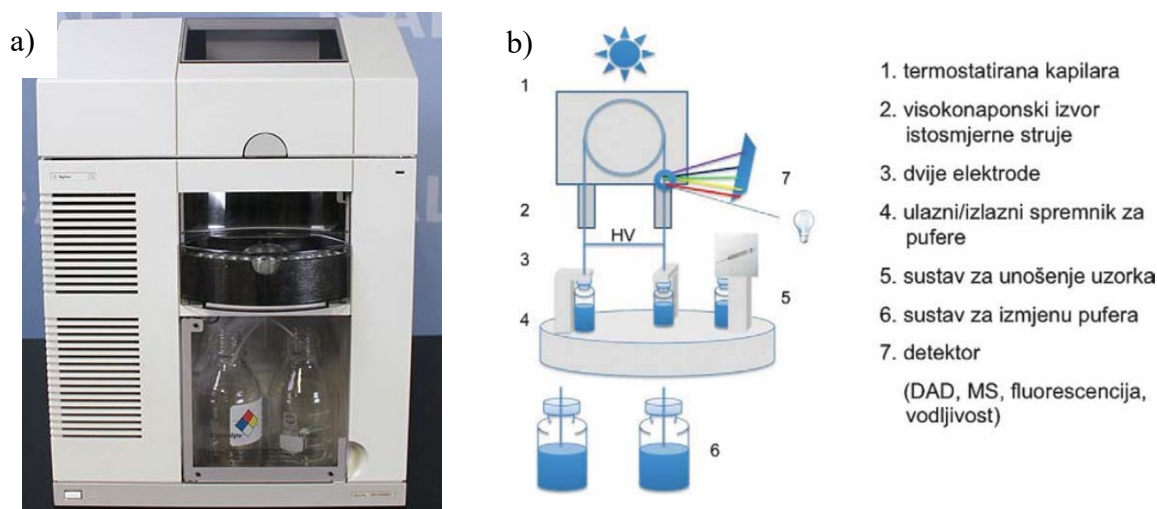 a)
b)
1
2
3
4
5
6
7
HV
1. termostatirana kapilara
2. visokonaponski izvor
istosmjerne struje
3. dvije elektrode
4. ulazni/izlazni spremnik za
pufere
5. sustav za unošenje uzorka
6. sustav za izmjenu pufera
7. detektor
(DAD, MS, fluorescencija,
vodljivost)